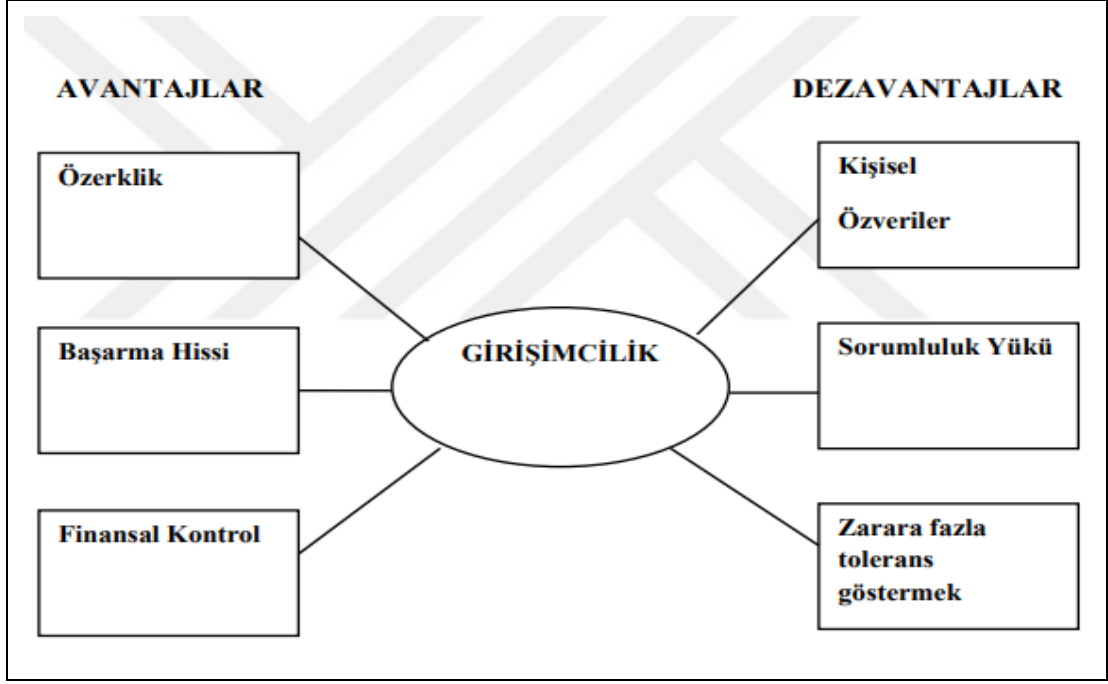 AVANTAJLAR
DEZAVANTAJLAR
Özerklik
Kişisel
Özveriler
Başarma Hissi
GİRİŞİMCİLİK
Sorumluluk Yükü
Finansal Kontrol
Zarara fazla
tolerans
göstermek